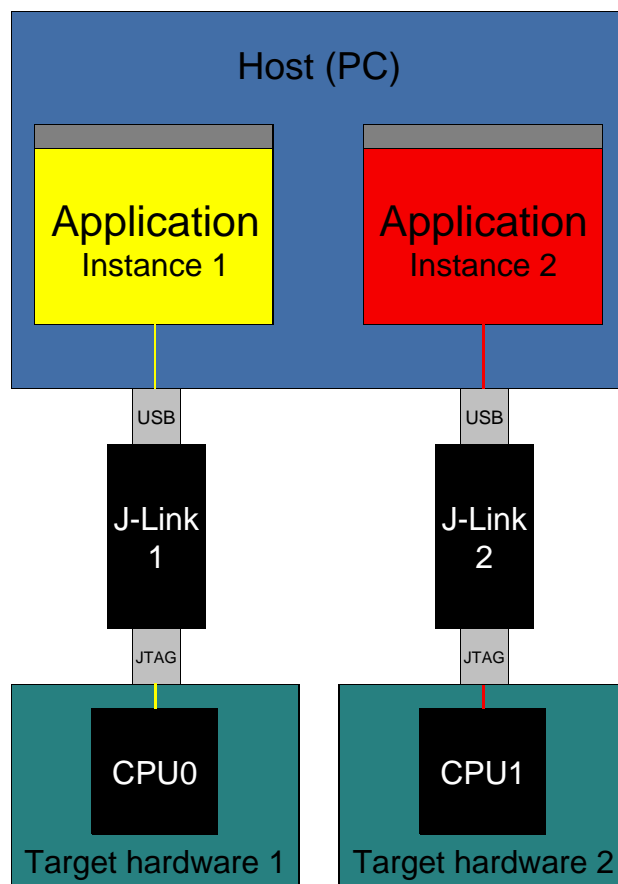 Host (PC)
Application
Instance 1
Application
Instance 2
USB
USB
J-Link
1
J-Link
2
JTAG
JTAG
CPU0
CPU1
Target hardware 1
Target hardware 2